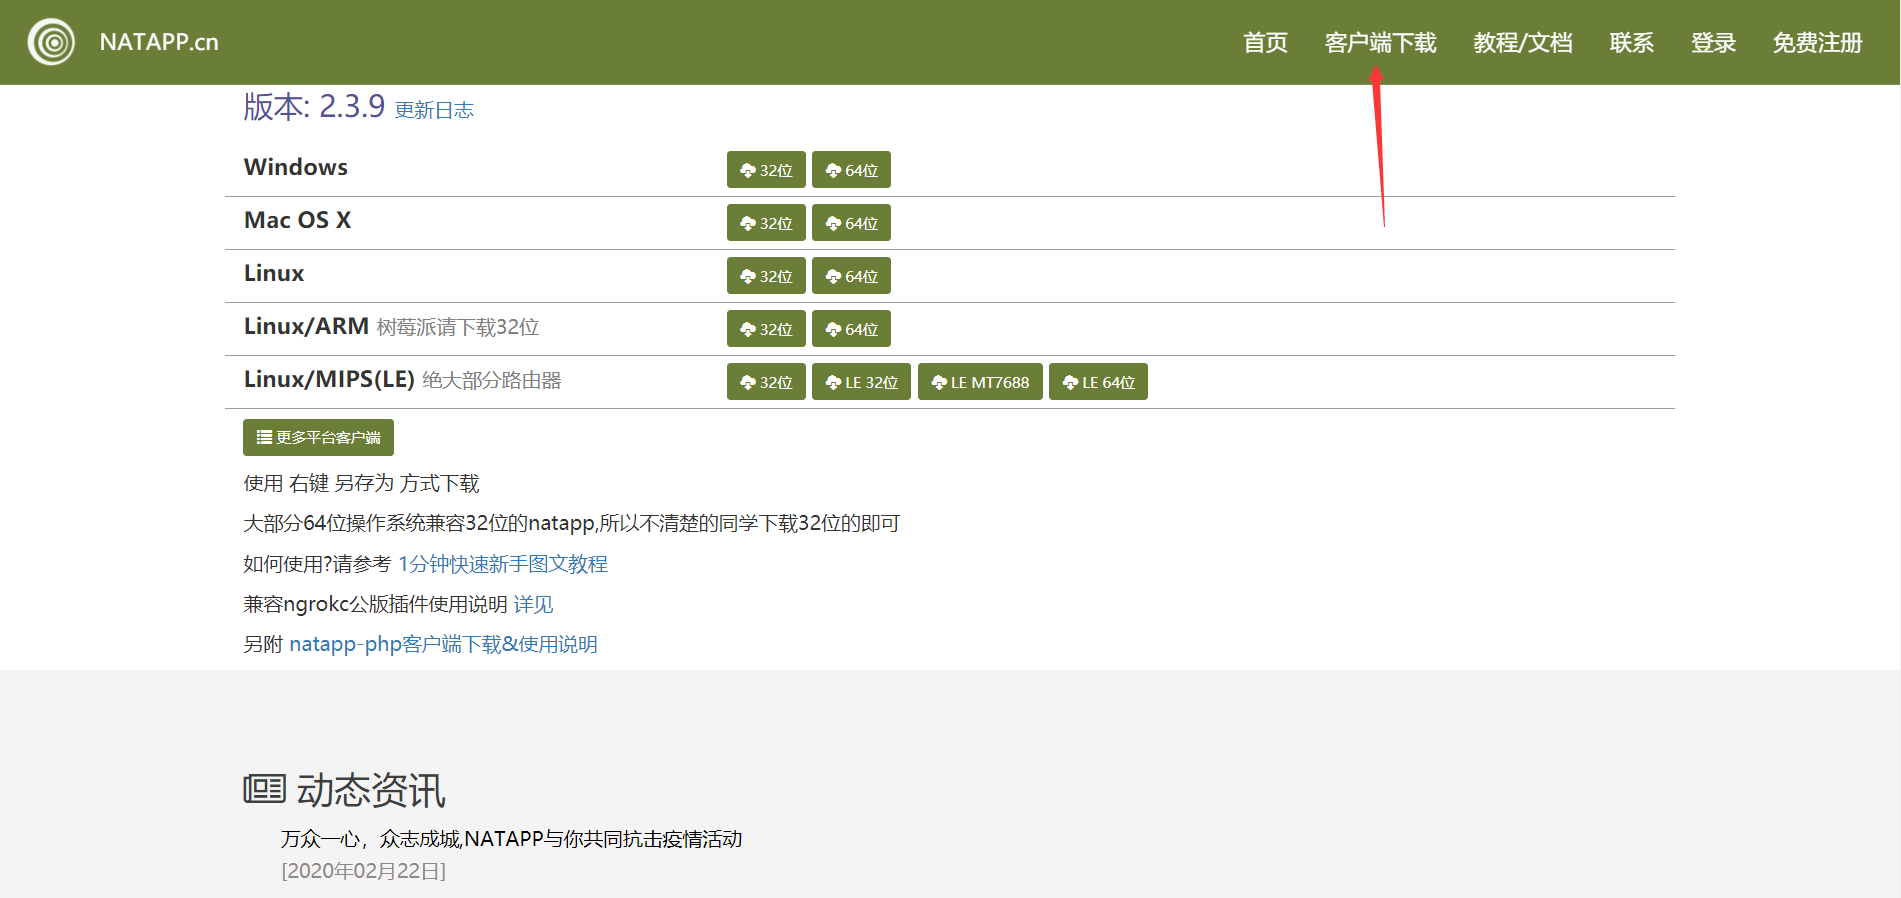 NATAPP.cn 首页 客户端下载 教程/文档 联系 登录 免费注册
版本: 2.3.9 更新日志
Windows 32位 64位
Mac OS X 32位 64位
Linux 32位 64位
Linux/ARM 树莓派请下载32位 32位 64位
Linux/MIPS(LE) 绝大部分路由器 32位 LE 32位 LE MT7688 LE 64位
更多平台客户端
使用 右键 另存为 方式下载
大部分64位操作系统兼容32位的natapp,所以不清楚的同学下载32位的即可
如何使用?请参考 1分钟快速新手图文教程
兼容ngrokc公版插件使用说明 详见
另附 natapp-php客户端下载&使用说明
动态资讯
万众一心，众志成城,NATAPP与你共同抗击疫情活动
[2020年02月22日]